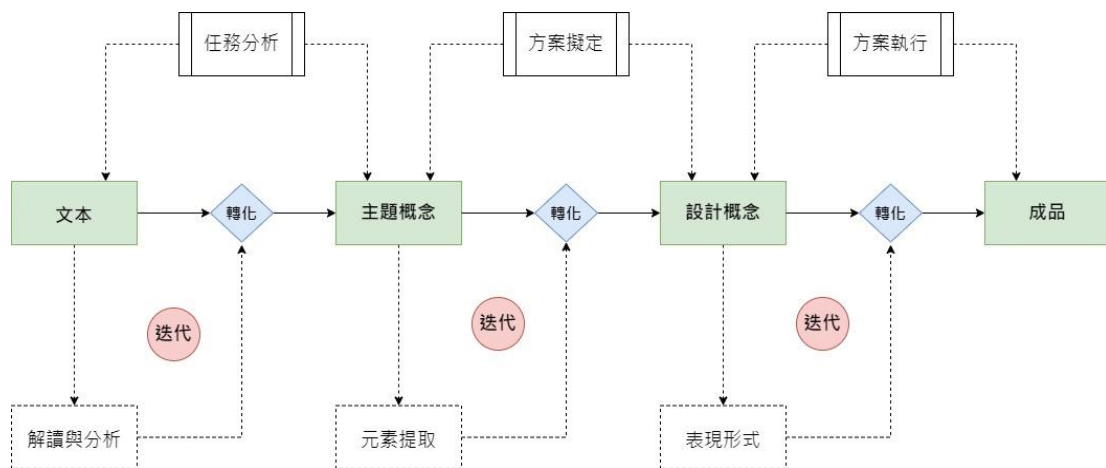 任務分析
方案擬定
方案執行
文本
轉化
主題概念
轉化
設計概念
轉化
成品
迭代
迭代
迭代
解讀與分析
元素提取
表現形式